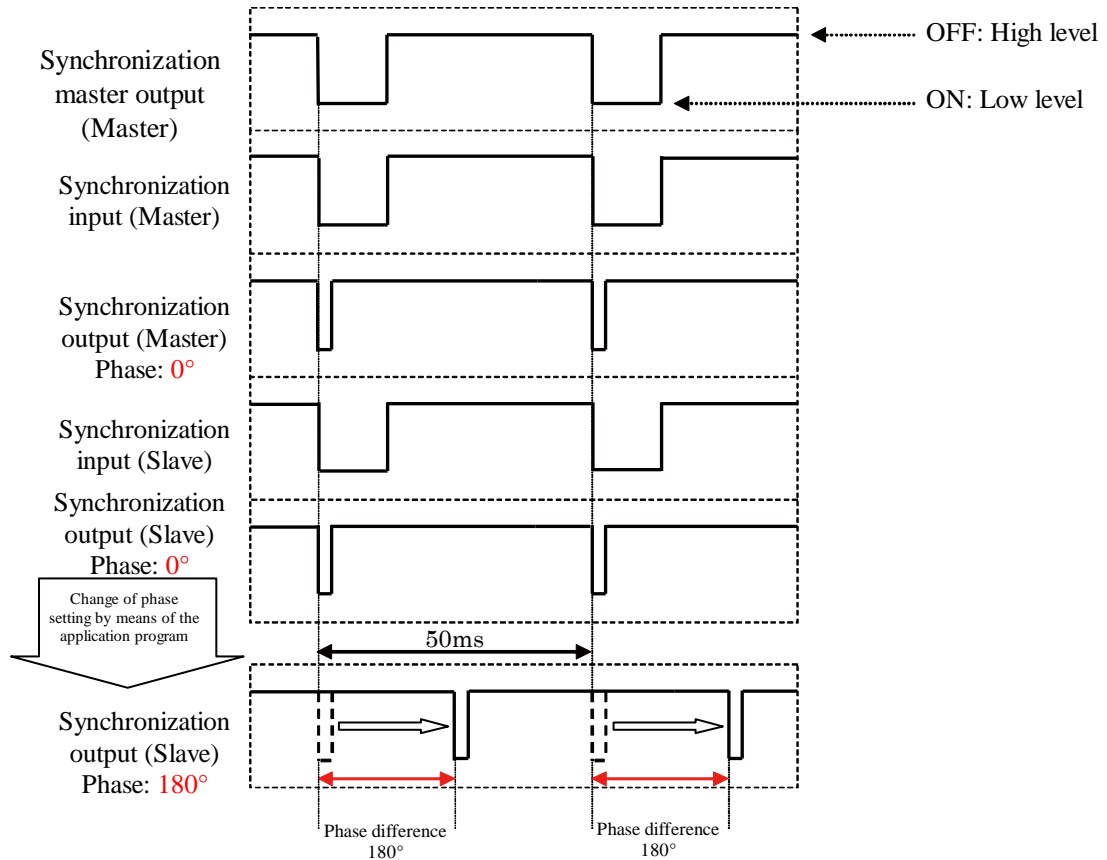 Synchronization
master output
(Master)
OFF: High level
ON: Low level
Synchronization
input (Master)
Synchronization
output (Master)
Phase: 0°
Synchronization
input (Slave)
Synchronization
output (Slave)
Phase: 0°
Change of phase
setting by means of the
application program
50ms
Synchronization
output (Slave)
Phase: 180°
Phase difference
180°
Phase difference
180°